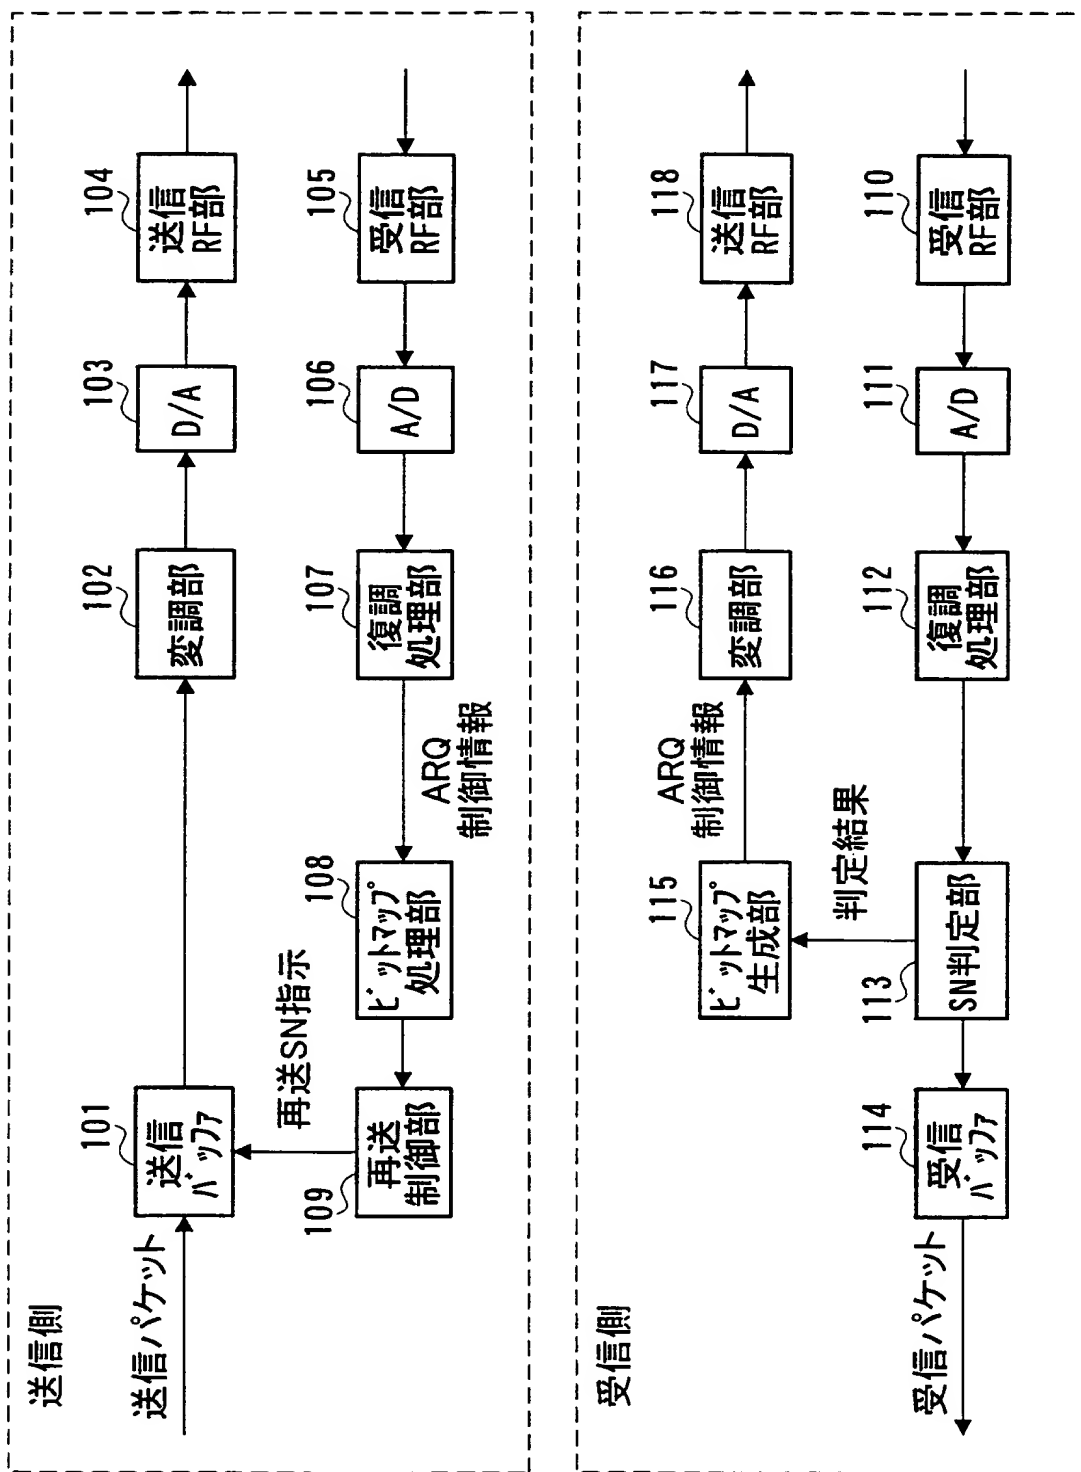 送信側
送信パケット
101
送信
バッファ
102
変調部
103
D/A
104
送信
RF部
再送SN指示
109
再送
制御部
108
ビットマップ
処理部
ARQ
制御情報
107
復調
処理部
106
A/D
105
受信
RF部
受信側
115
ビットマップ
生成部
ARQ
制御情報
116
変調部
117
D/A
118
送信
RF部
判定結果
受信パケット
114
受信
バッファ
113
SN判定部
112
復調
処理部
111
A/D
110
受信
RF部